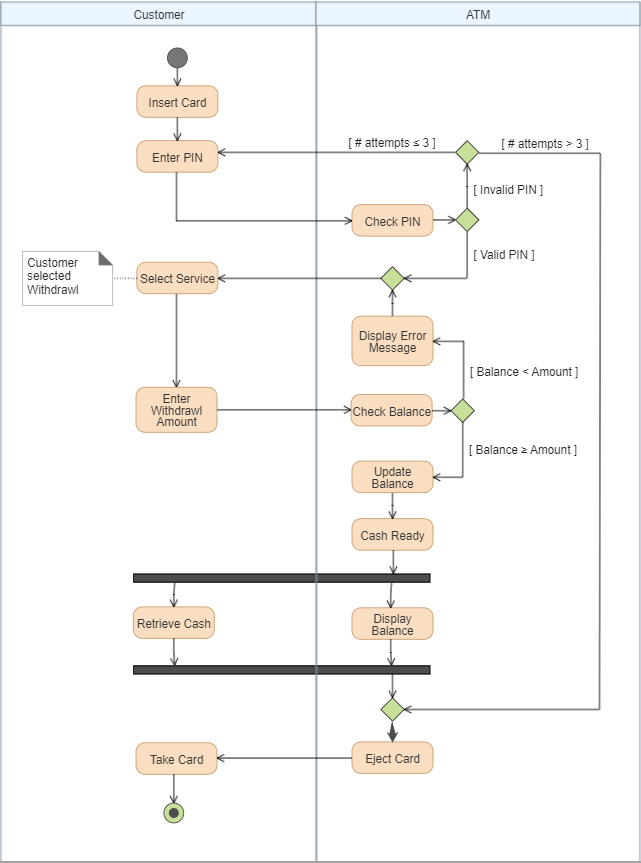 Customer
ATM
Insert Card
[ # attempts ≤ 3 ]
[ # attempts > 3 ]
Enter PIN
[ Invalid PIN ]
Check PIN
[ Valid PIN ]
Customer
selected
Withdrawl
Select Service
Display Error
Message
[ Balance < Amount ]
Enter
Withdrawl
Amount
Check Balance
[ Balance ≥ Amount ]
Update
Balance
Cash Ready
Retrieve Cash
Display
Balance
Take Card
Eject Card